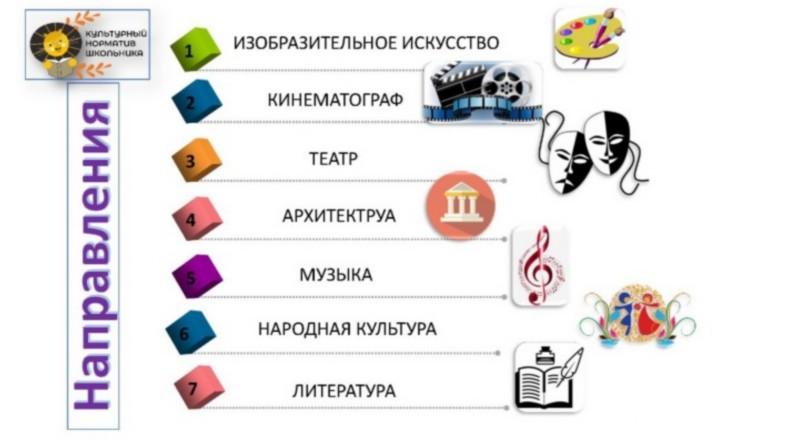 КУЛЬТУРНЫЙ
НОРМАТИВ
ШКОЛЬНИКА
Направления
1 ИЗОБРАЗИТЕЛЬНОЕ ИСКУССТВО
2 КИНЕМАТОГРАФ
3 ТЕАТР
4 АРХИТЕКТРУА
5 МУЗЫКА
6 НАРОДНАЯ КУЛЬТУРА
7 ЛИТЕРАТУРА